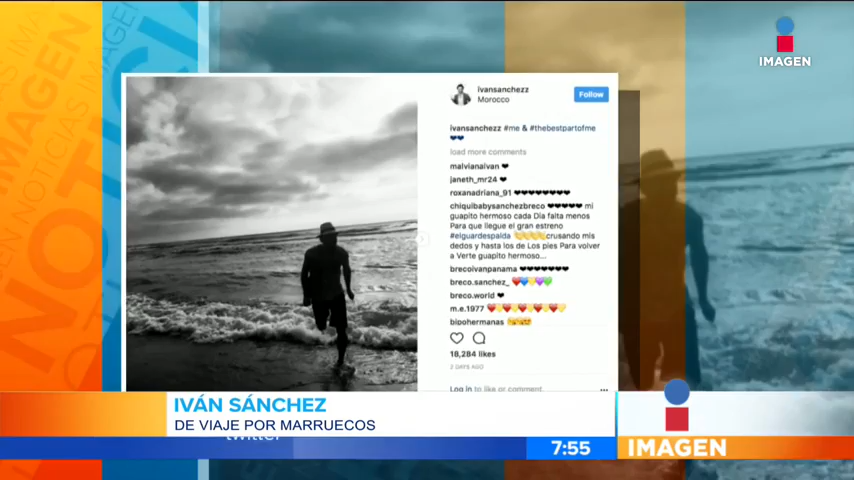 IMAGEN
ivansanchezz
Morocco
Follow
ivansanchezz #me & #thebestpartofme
load more comments
malvianaivan
janeth_mr24
roxanadriana_91
chiquibabysanchezbreco mi
guapito hermoso cada Día falta menos
Para que llegue el gran estreno
#elguardespalda crusando mis
dedos y hasta los de Los pies Para volver
a Verte guapito hermoso...
brecoivanpanama
breco.sanchez_
breco.world
m.e.1977
bipohermanas
18,284 likes
2 DAYS AGO
Log in to like or comment.
IVÁN SÁNCHEZ
DE VIAJE POR MARRUECOS
twitter
7:55
IMAGEN
NOTICIAS
IMAGEN